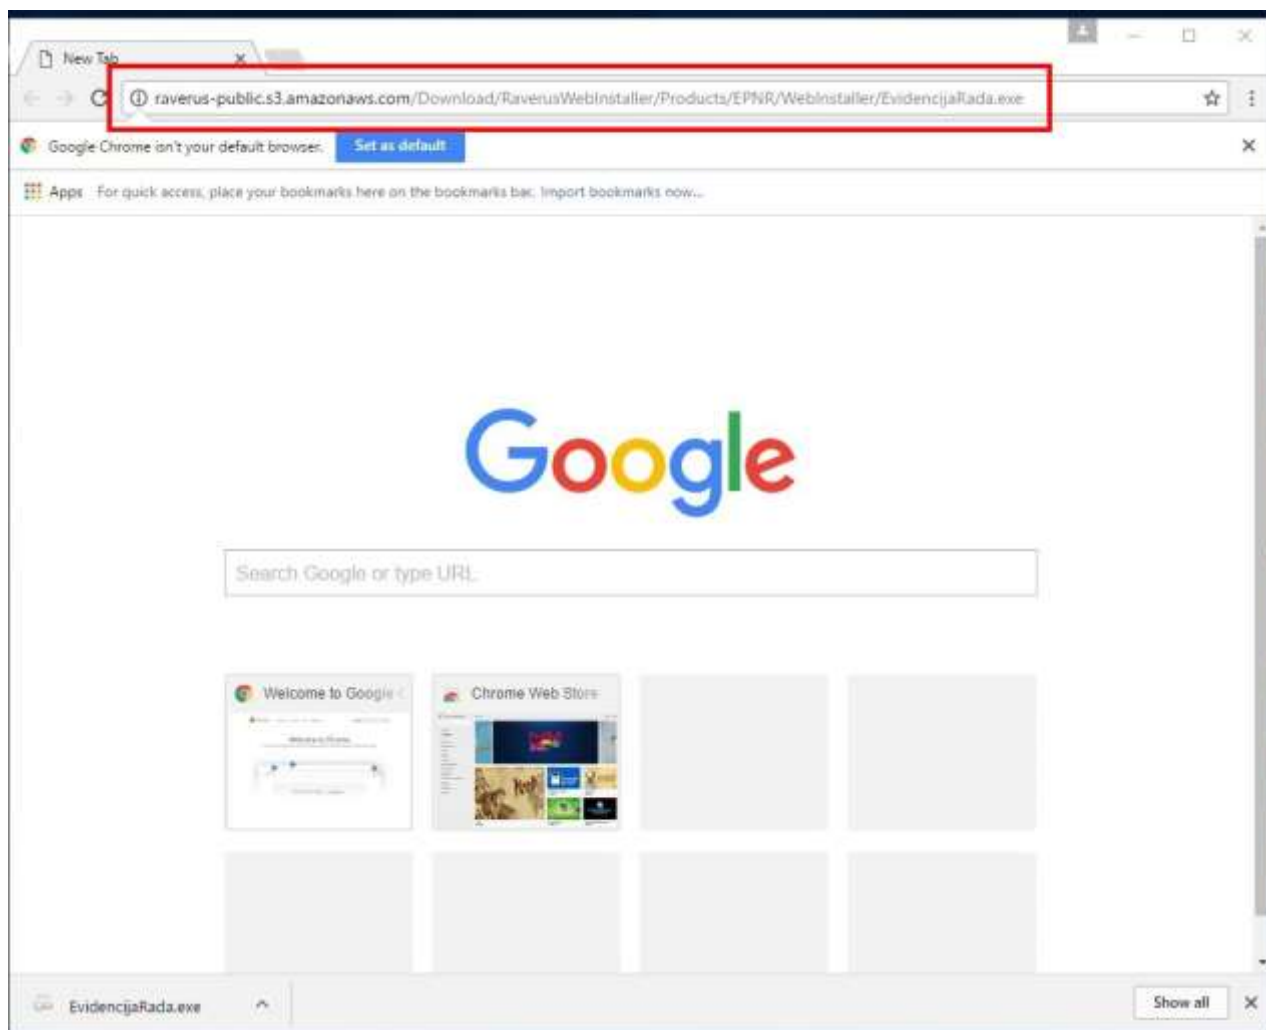 New Tab
raverus-public.s3.amazonaws.com/Download/RaverusWebInstaller/Products/EPNR/WebInstaller/EvidencijaRada.exe
Google Chrome isn't your default browser. Set as default
Apps For quick access, place your bookmarks here on the bookmarks bar. Import bookmarks now...
Google
Search Google or type URL
Welcome to Google C
Chrome Web Store
EvidencijaRada.exe
Show all